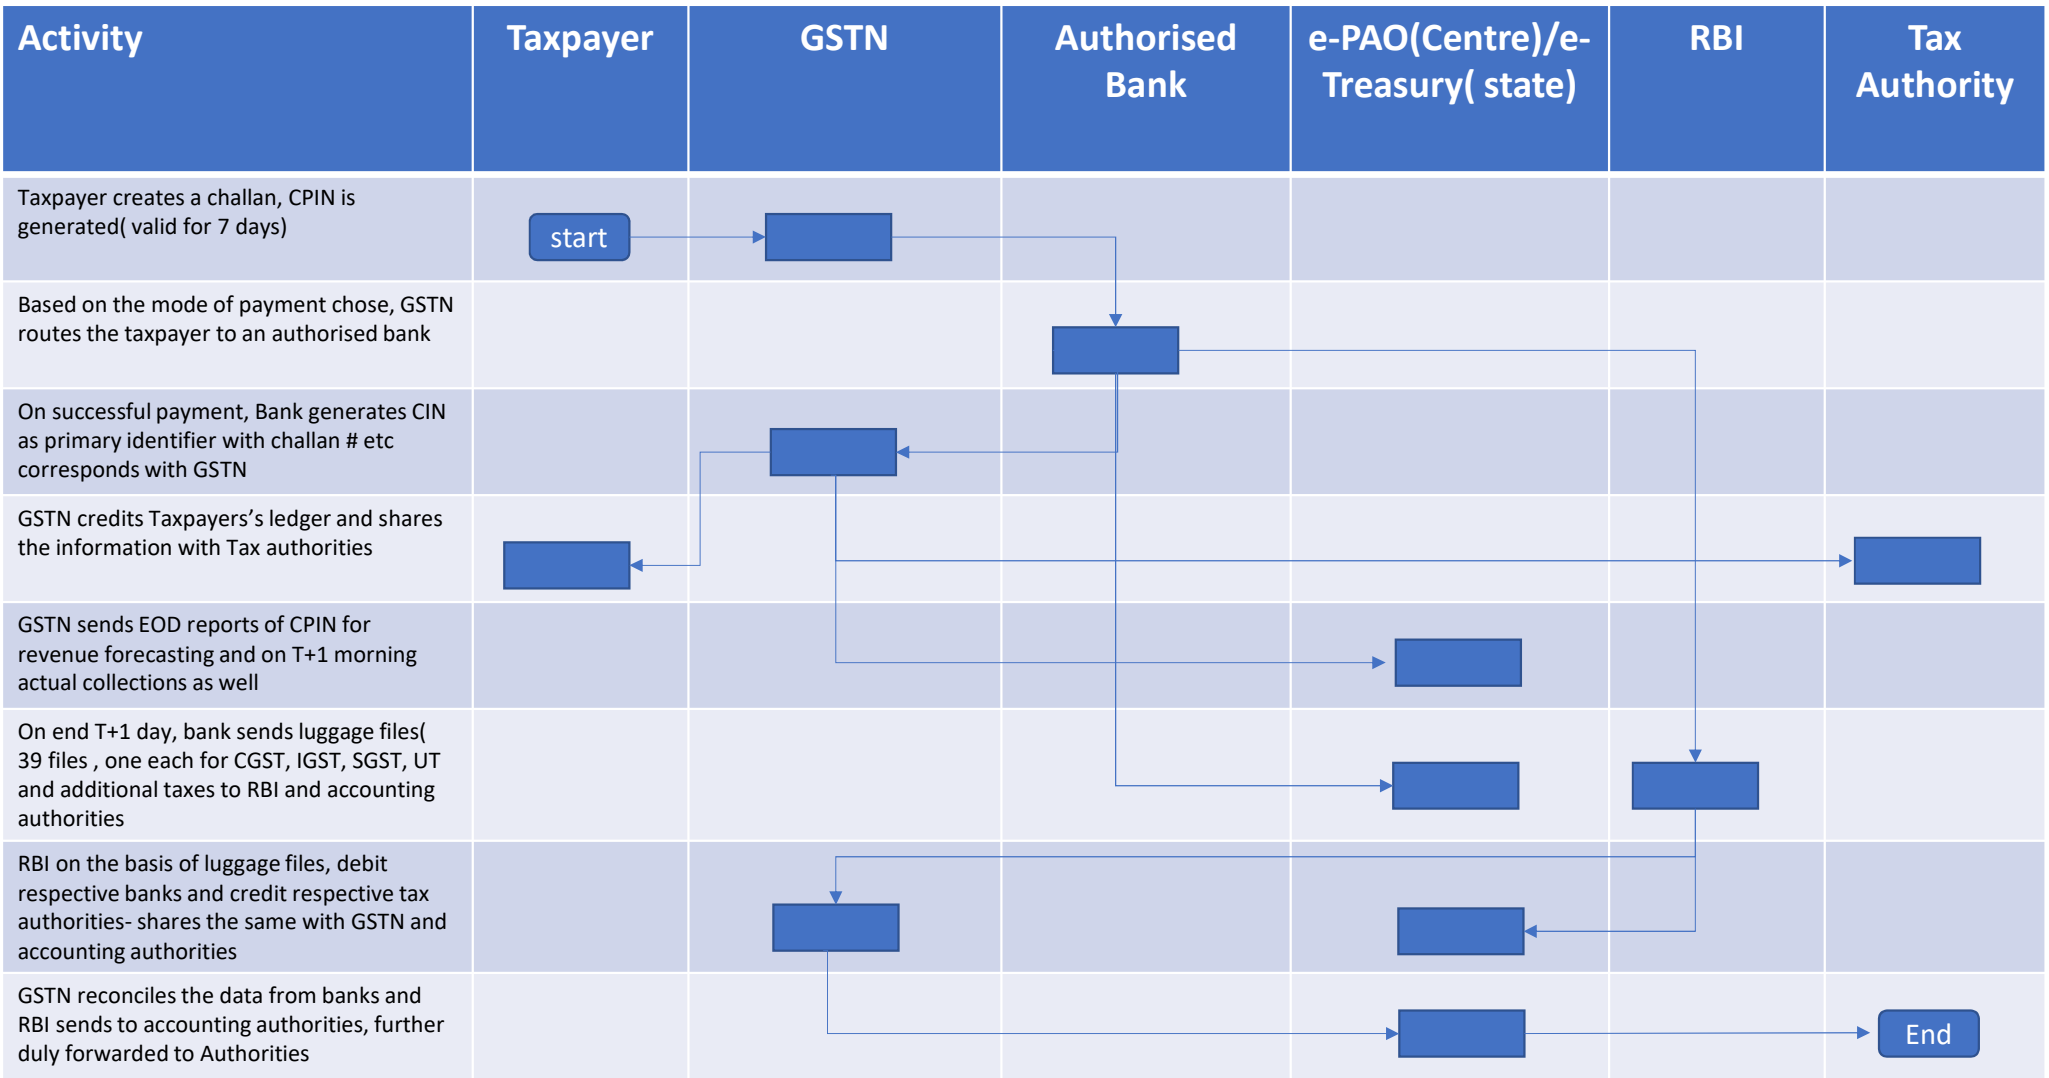 Activity
Taxpayer
GSTN
Authorised
Bank
e-PAO(Centre)/e-
Treasury( state)
RBI
Tax
Authority
Taxpayer creates a challan, CPIN is
generated( valid for 7 days)
start
Based on the mode of payment chose, GSTN
routes the taxpayer to an authorised bank
On successful payment, Bank generates CIN
as primary identifier with challan # etc
corresponds with GSTN
GSTN credits Taxpayers’s ledger and shares
the information with Tax authorities
GSTN sends EOD reports of CPIN for
revenue forecasting and on T+1 morning
actual collections as well
On end T+1 day, bank sends luggage files(
39 files , one each for CGST, IGST, SGST, UT
and additional taxes to RBI and accounting
authorities
RBI on the basis of luggage files, debit
respective banks and credit respective tax
authorities- shares the same with GSTN and
accounting authorities
GSTN reconciles the data from banks and
RBI sends to accounting authorities, further
duly forwarded to Authorities
End